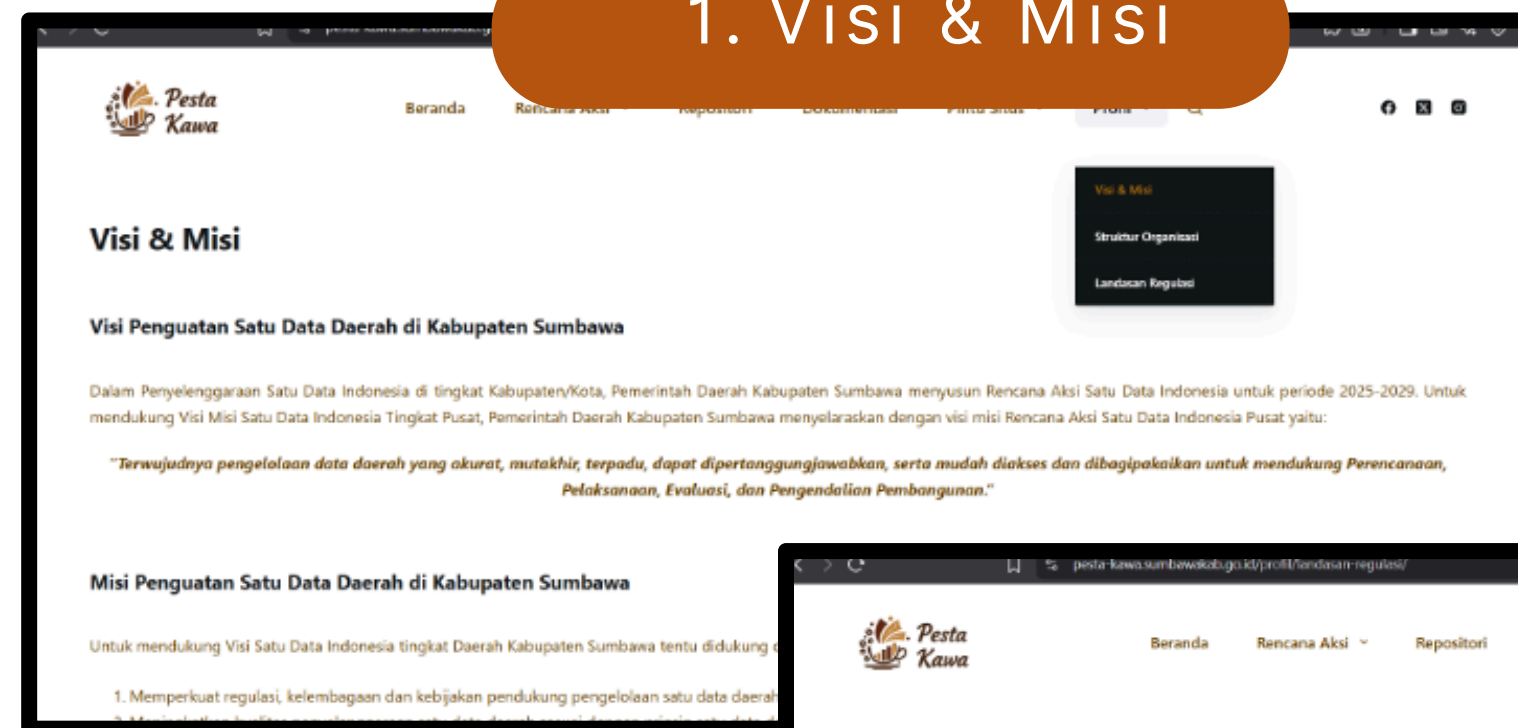 1. Visi & Misi
Pesta
Kawa
Beranda
Rencana Aksi
Repositori
Dokumentasi
Pintu Situs
Profil
Visi & Misi
Struktur Organisasi
Landasan Regulasi
Visi & Misi
Visi Penguatan Satu Data Daerah di Kabupaten Sumbawa
Dalam Penyelenggaraan Satu Data Indonesia di tingkat Kabupaten/Kota, Pemerintah Daerah Kabupaten Sumbawa menyusun Rencana Aksi Satu Data Indonesia untuk periode 2025-2029. Untuk
mendukung Visi Misi Satu Data Indonesia Tingkat Pusat, Pemerintah Daerah Kabupaten Sumbawa menyelaraskan dengan visi misi Rencana Aksi Satu Data Indonesia Pusat yaitu:
"Terwujudnya pengelolaan data daerah yang akurat, mutakhir, terpadu, dapat dipertanggungjawabkan, serta mudah diakses dan dibagipakaikan untuk mendukung Perencanaan,
Pelaksanaan, Evaluasi, dan Pengendalian Pembangunan."
Misi Penguatan Satu Data Daerah di Kabupaten Sumbawa
Untuk mendukung Visi Satu Data Indonesia tingkat Daerah Kabupaten Sumbawa tentu didukung
1. Memperkuat regulasi, kelembagaan dan kebijakan pendukung pengelolaan satu data daerah
pesta-kawa.sumbawakab.go.id/profil/landasan-regulasi/
Pesta
Kawa
Beranda
Rencana Aksi
Repositori